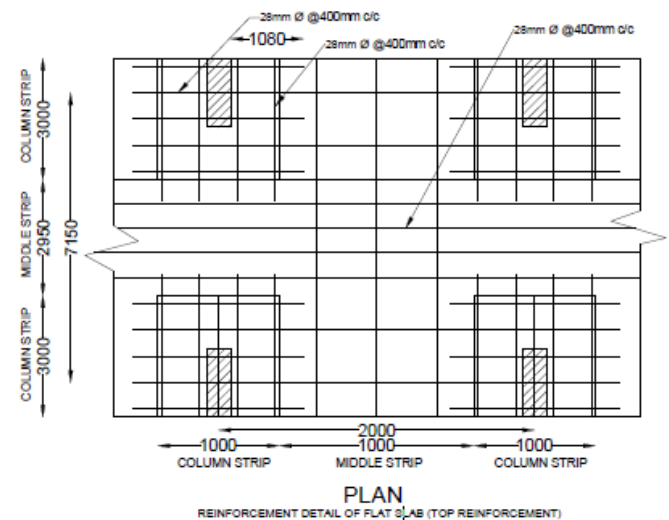 28mm Ø @400mm c/c
28mm Ø @400mm c/c
1080
28mm Ø @400mm c/c
COLUMN STRIP
3000
MIDDLE STRIP
2950
7150
COLUMN STRIP
3000
2000
1000
1000
1000
COLUMN STRIP
MIDDLE STRIP
COLUMN STRIP
PLAN
REINFORCEMENT DETAIL OF FLAT SLAB (TOP REINFORCEMENT)